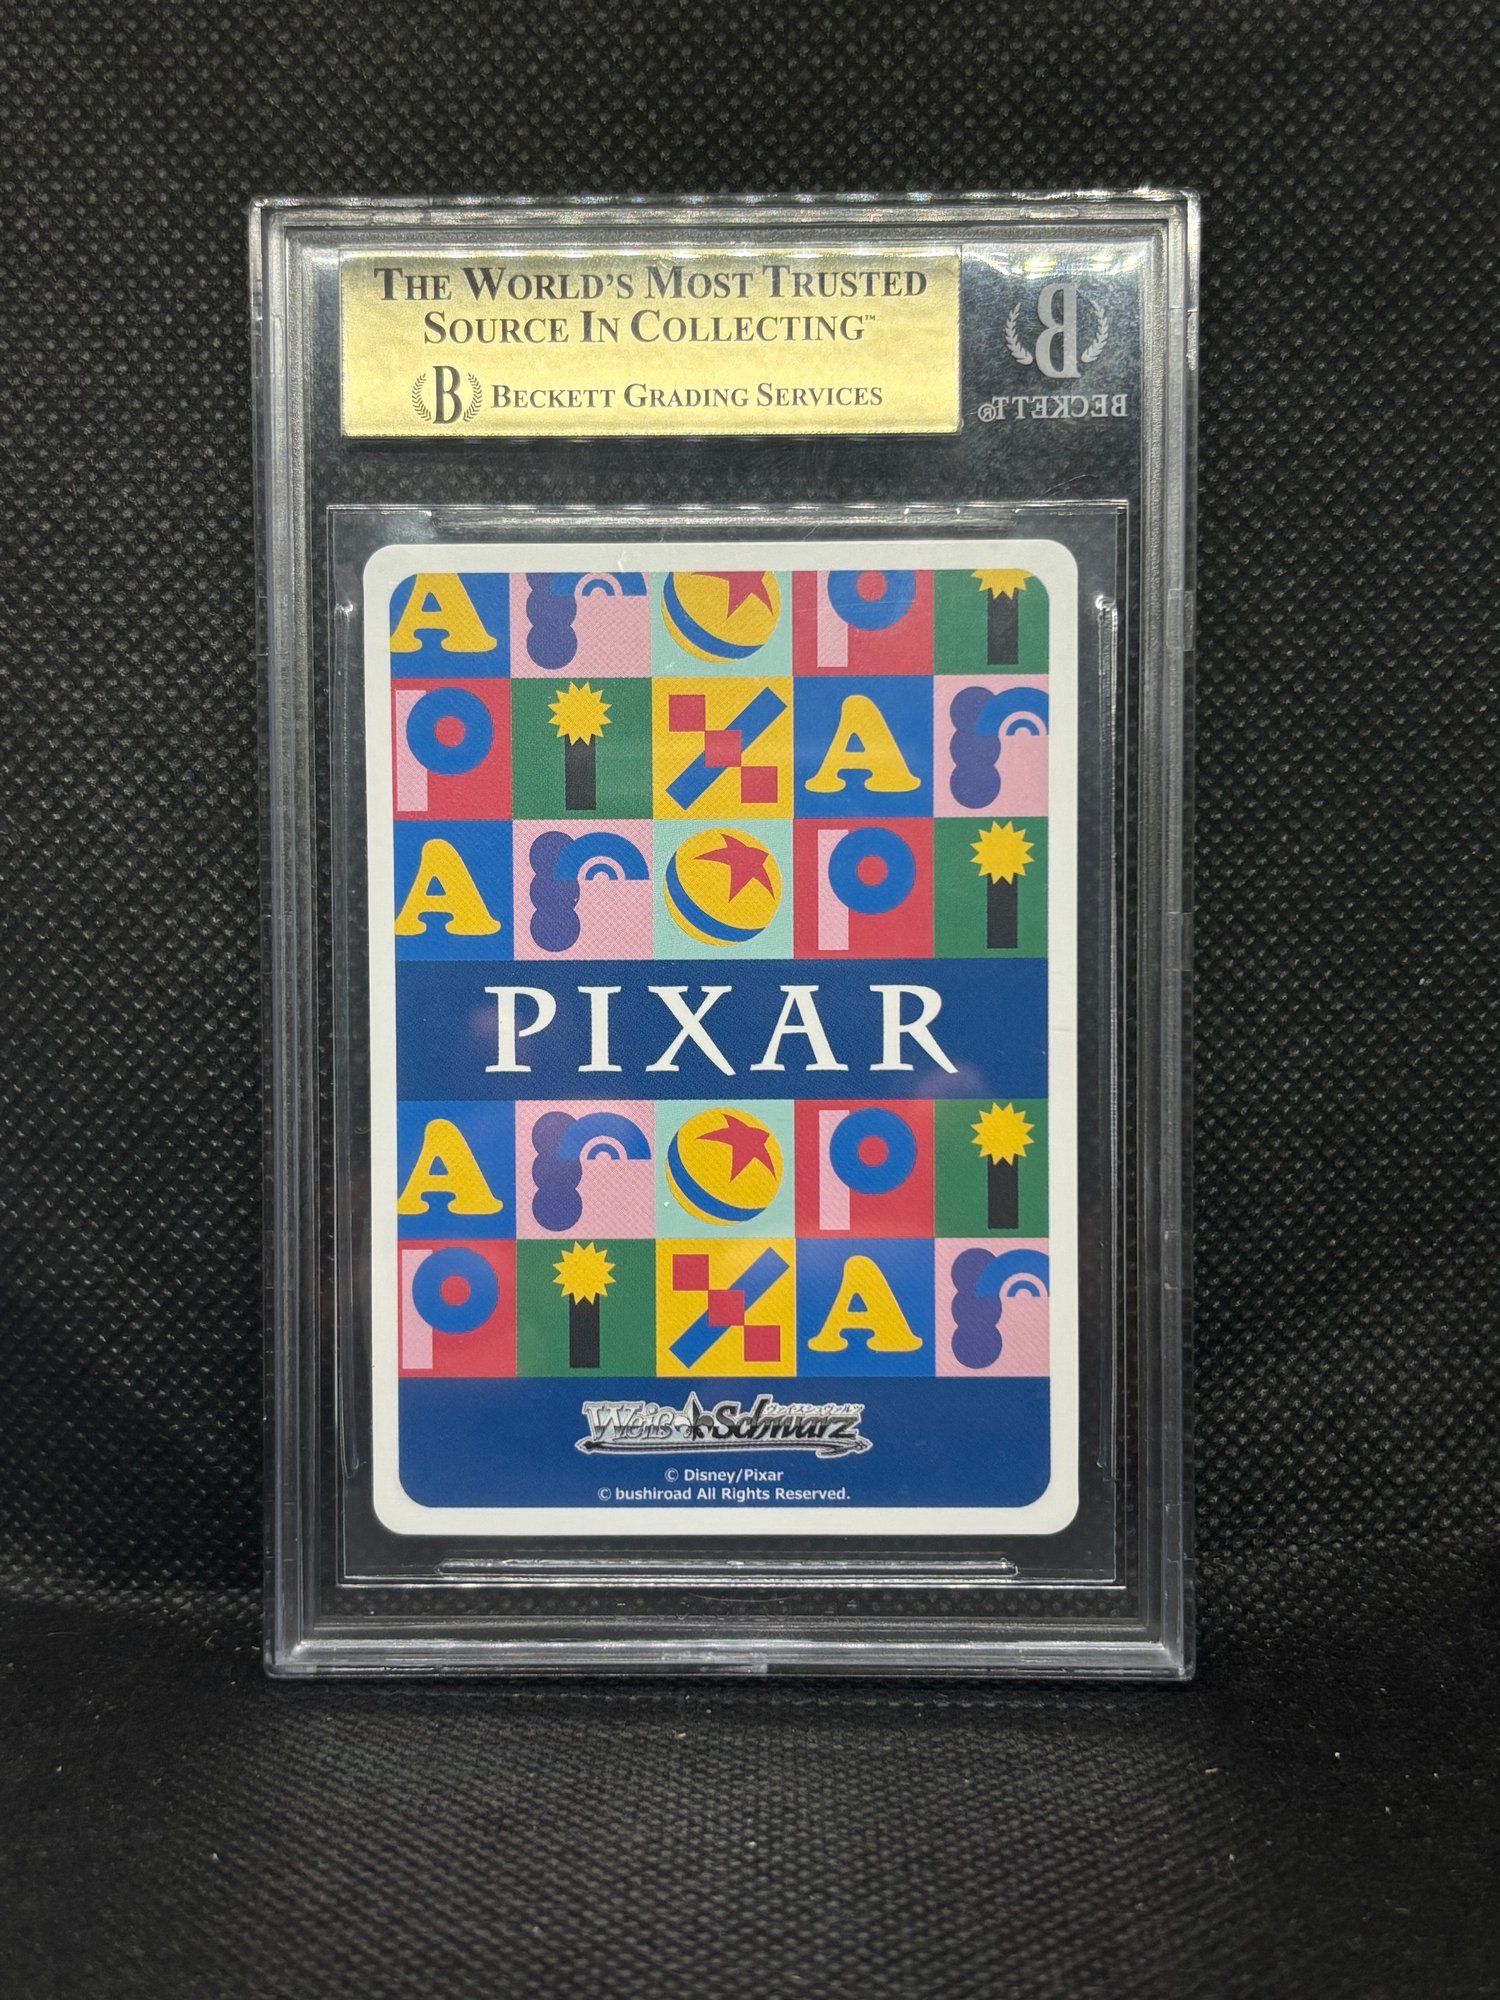 THE WORLD'S MOST TRUSTED
SOURCE IN COLLECTING™
B BECKETT GRADING SERVICES
B
BECKETT®
PIXAR
Weiß Schwarz
ヴァイスシュヴァルツ
© Disney/Pixar
© bushiroad All Rights Reserved.